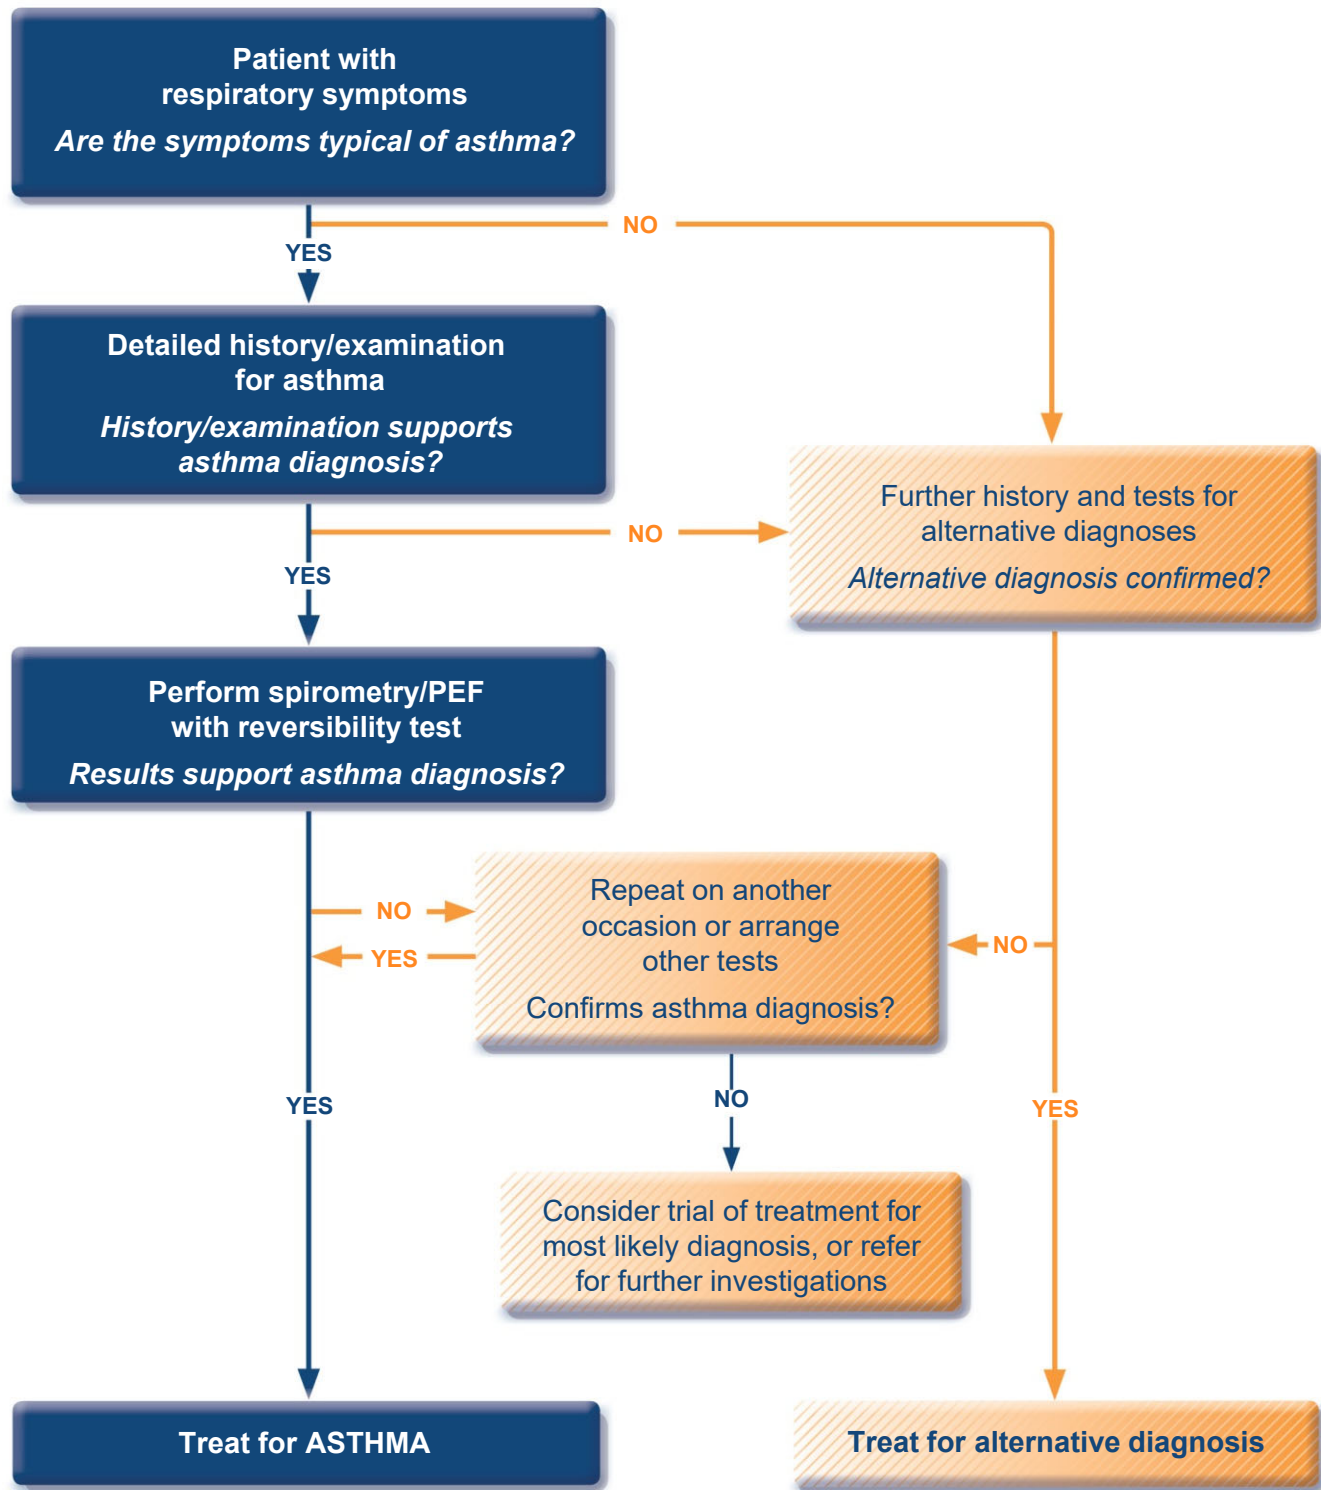 Patient with
respiratory symptoms
Are the symptoms typical of asthma?
NO
YES
Detailed history/examination
for asthma
History/examination supports
asthma diagnosis?
Further history and tests for
alternative diagnoses
Alternative diagnosis confirmed?
NO
YES
Perform spirometry/PEF
with reversibility test
Results support asthma diagnosis?
Repeat on another
occasion or arrange
other tests
Confirms asthma diagnosis?
NO
YES
NO
YES
NO
YES
Consider trial of treatment for
most likely diagnosis, or refer
for further investigations
Treat for ASTHMA
Treat for alternative diagnosis